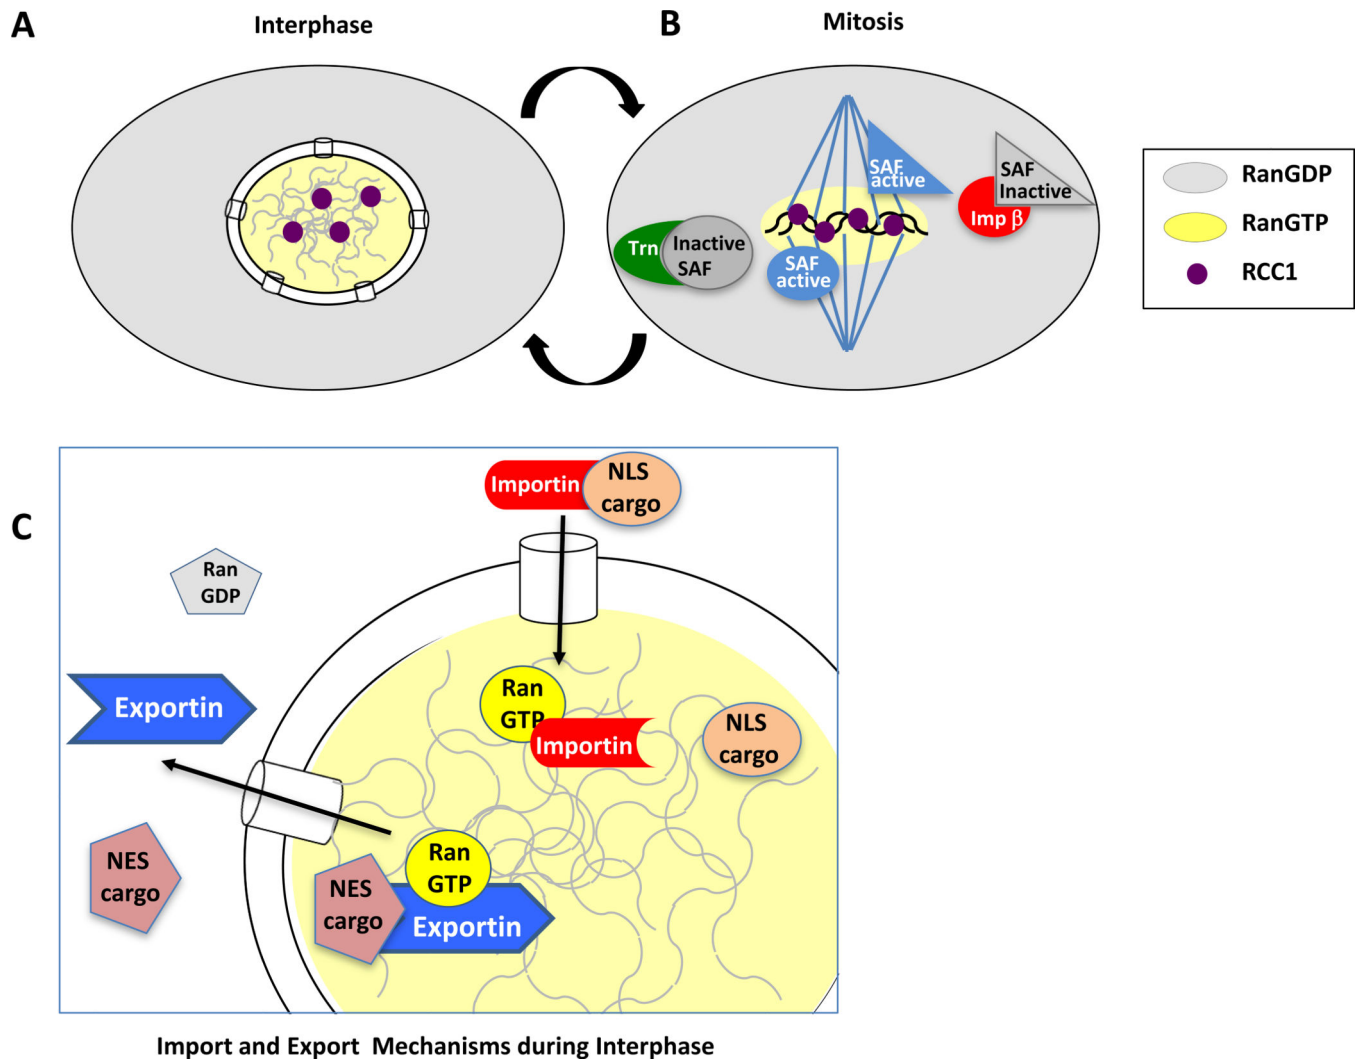 A
Interphase
B
Mitosis
SAF
active
SAF
Inactive
Imp β
Trn
Inactive
SAF
SAF
active
RanGDP
RanGTP
RCC1
C
Importin
NLS
cargo
Ran
GDP
Exportin
Ran
GTP
Importin
NLS
cargo
NES
cargo
Ran
GTP
NES
cargo
Exportin
Import and Export Mechanisms during Interphase